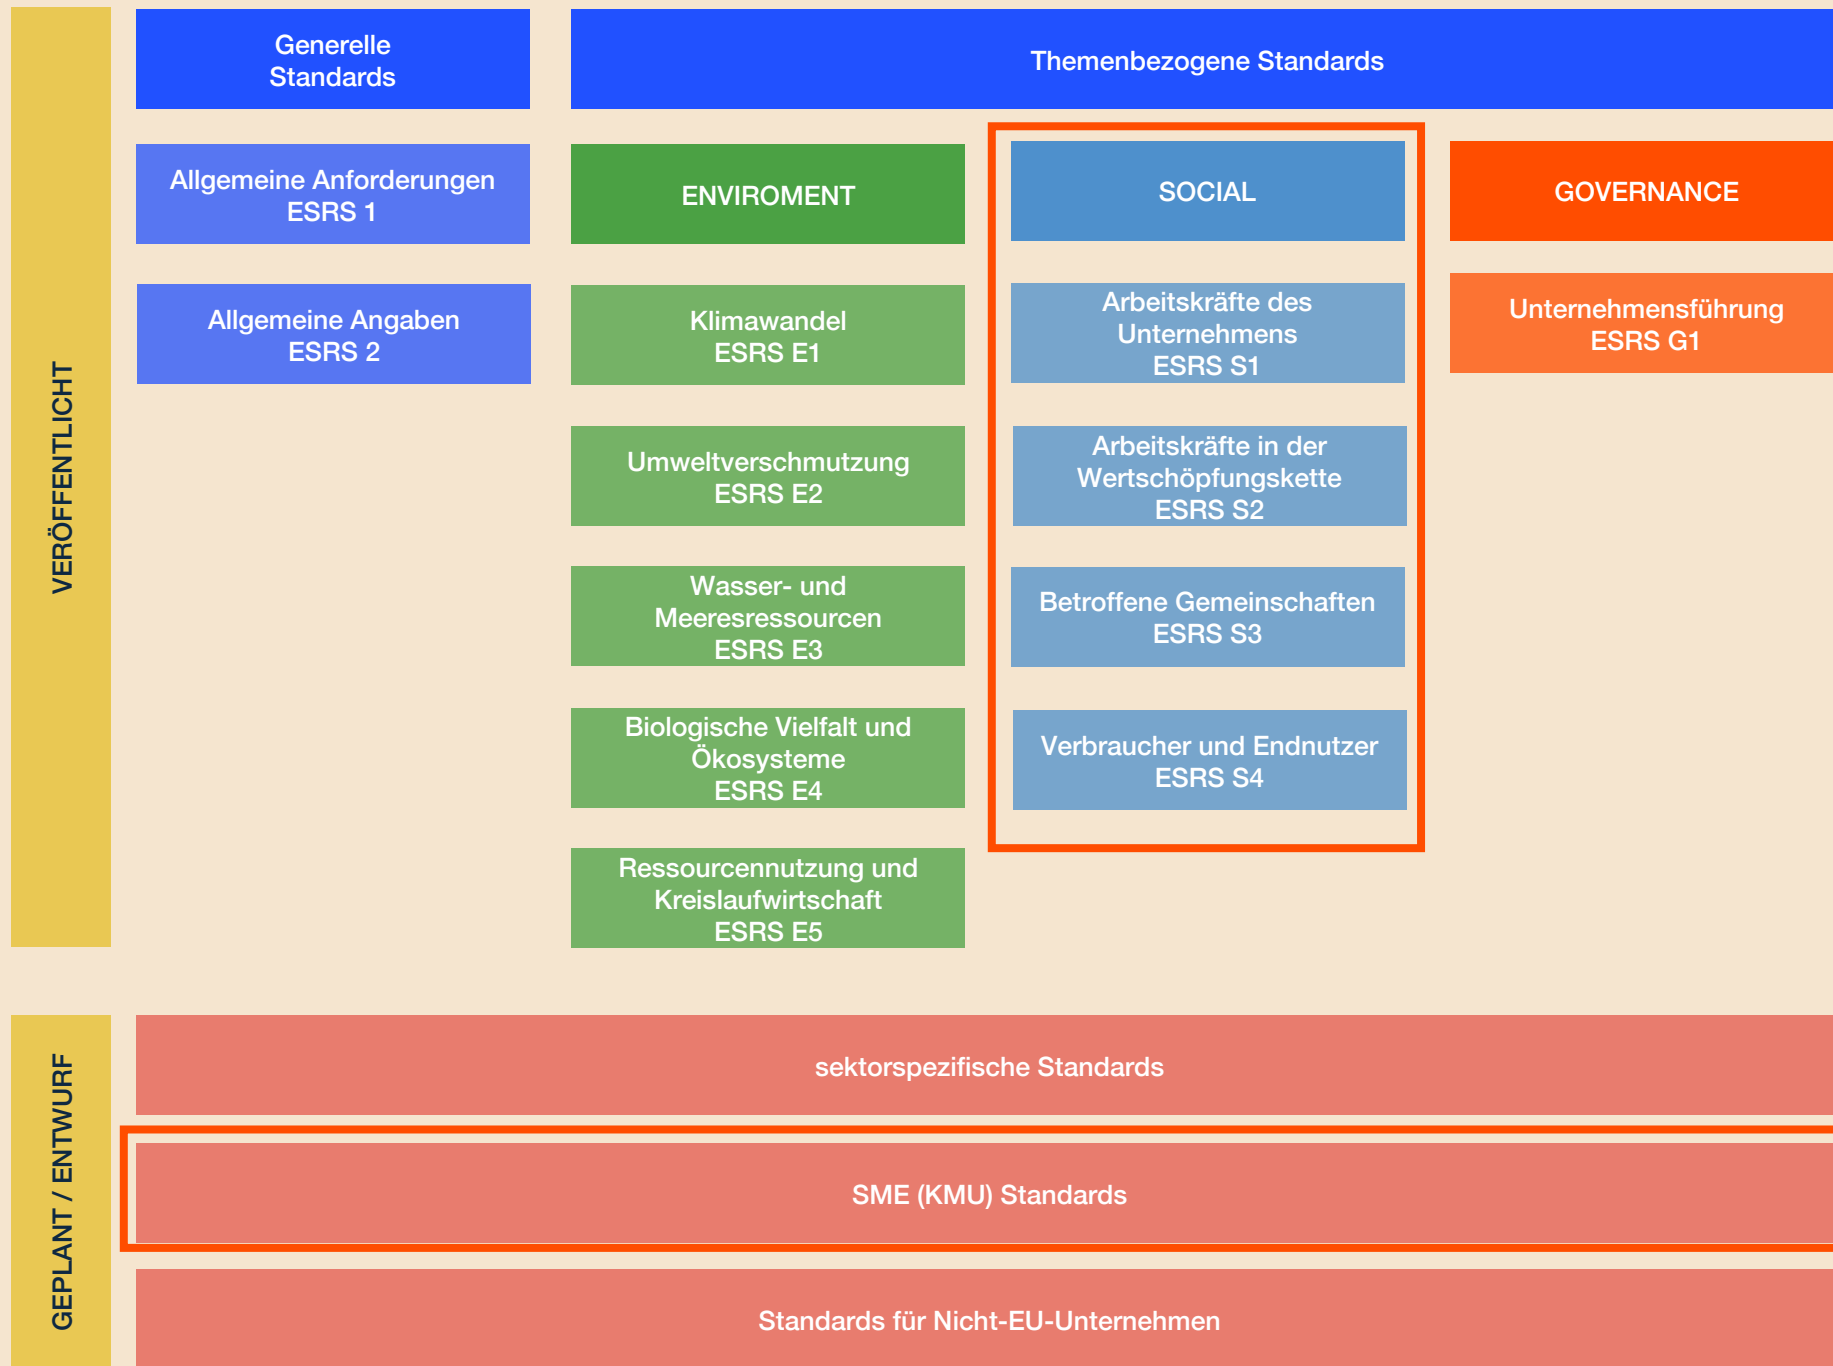 VERÖFFENTLICHT
Generelle
Standards
Themenbezogene Standards
Allgemeine Anforderungen
ESRS 1
Allgemeine Angaben
ESRS 2
ENVIROMENT
Klimawandel
ESRS E1
Umweltverschmutzung
ESRS E2
Wasser- und
Meeresressourcen
ESRS E3
Biologische Vielfalt und
Ökosysteme
ESRS E4
Ressourcennutzung und
Kreislaufwirtschaft
ESRS E5
SOCIAL
Arbeitskräfte des
Unternehmens
ESRS S1
Arbeitskräfte in der
Wertschöpfungskette
ESRS S2
Betroffene Gemeinschaften
ESRS S3
Verbraucher und Endnutzer
ESRS S4
GOVERNANCE
Unternehmensführung
ESRS G1
GEPLANT / ENTWURF
sektorspezifische Standards
SME (KMU) Standards
Standards für Nicht-EU-Unternehmen